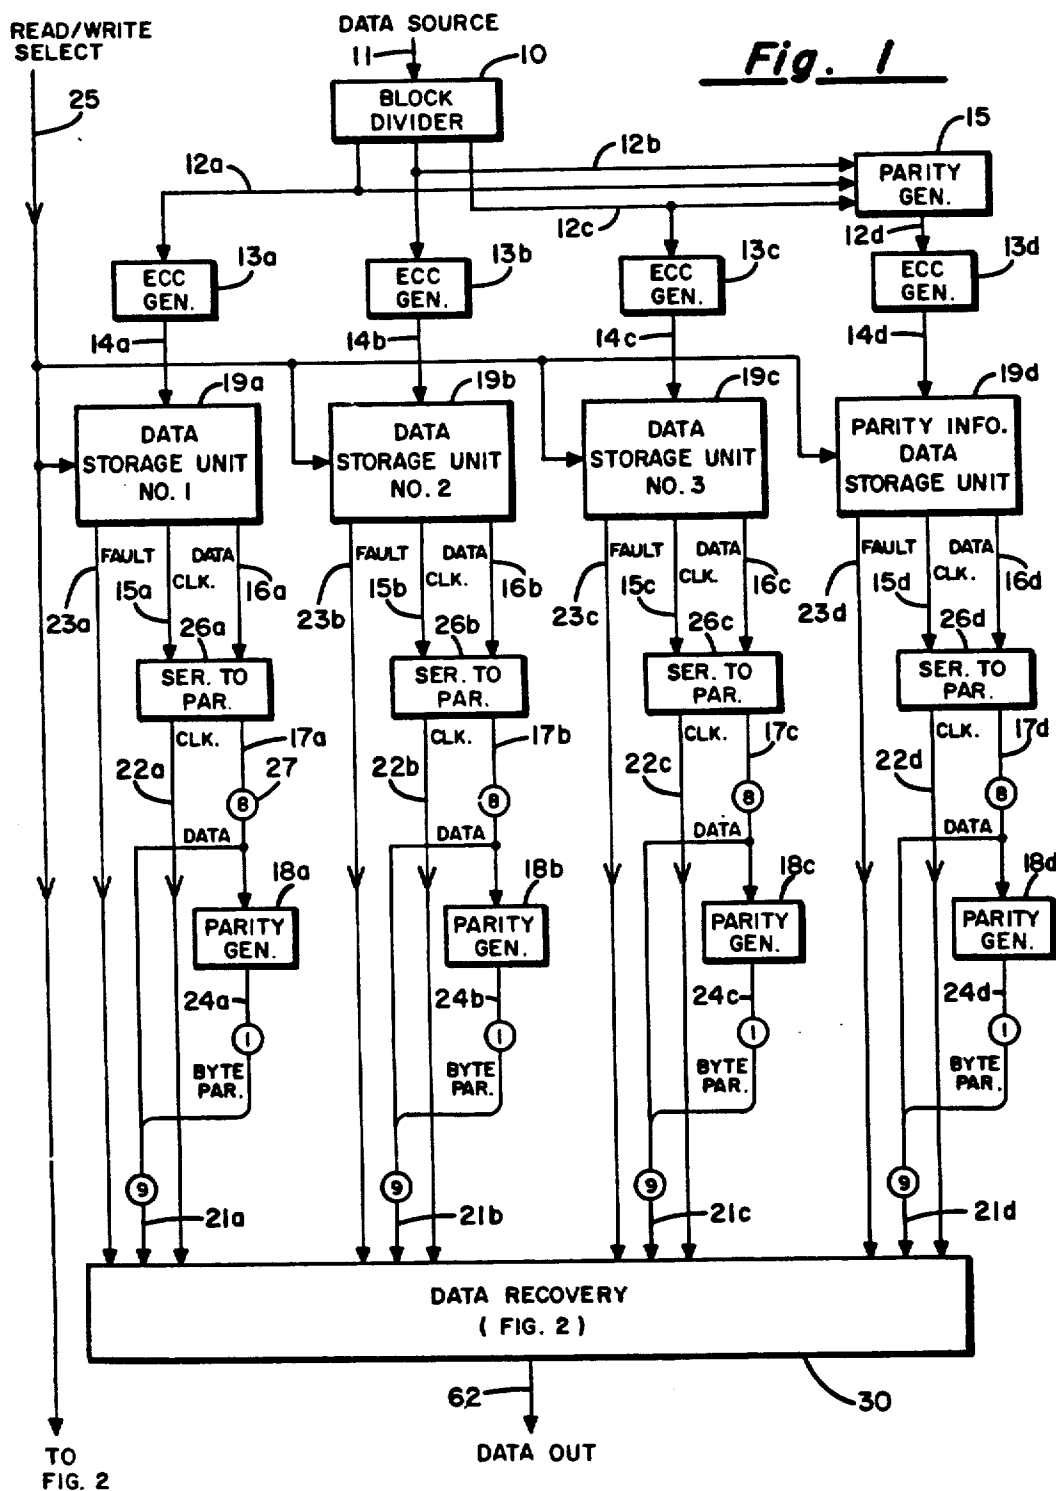 READ/WRITE
SELECT
DATA SOURCE
Fig. 1
11
10
BLOCK
DIVIDER
25
15
12a
12b
PARITY
GEN.
12c
12d
13a
13b
13c
13d
ECC
GEN.
ECC
GEN.
ECC
GEN.
ECC
GEN.
14a
14b
14c
14d
19a
19b
19c
19d
DATA
STORAGE UNIT
NO. 1
DATA
STORAGE UNIT
NO. 2
DATA
STORAGE UNIT
NO. 3
PARITY INFO.
DATA
STORAGE UNIT
FAULT
CLK.
DATA
FAULT
CLK.
DATA
FAULT
CLK.
DATA
FAULT
CLK.
DATA
23a
15a
16a
23b
15b
16b
23c
15c
16c
23d
15d
16d
26a
26b
26c
26d
SER. TO
PAR.
SER. TO
PAR.
SER. TO
PAR.
SER. TO
PAR.
CLK.
17a
CLK.
17b
CLK.
17c
CLK.
17d
22a
27
22b
22c
22d
8
8
8
8
DATA
DATA
DATA
DATA
18a
18b
18c
18d
PARITY
GEN.
PARITY
GEN.
PARITY
GEN.
PARITY
GEN.
24a
24b
24c
24d
1
1
1
1
BYTE
PAR.
BYTE
PAR.
BYTE
PAR.
BYTE
PAR.
9
9
9
9
21a
21b
21c
21d
DATA RECOVERY
( FIG. 2 )
62
30
DATA OUT
TO
FIG. 2